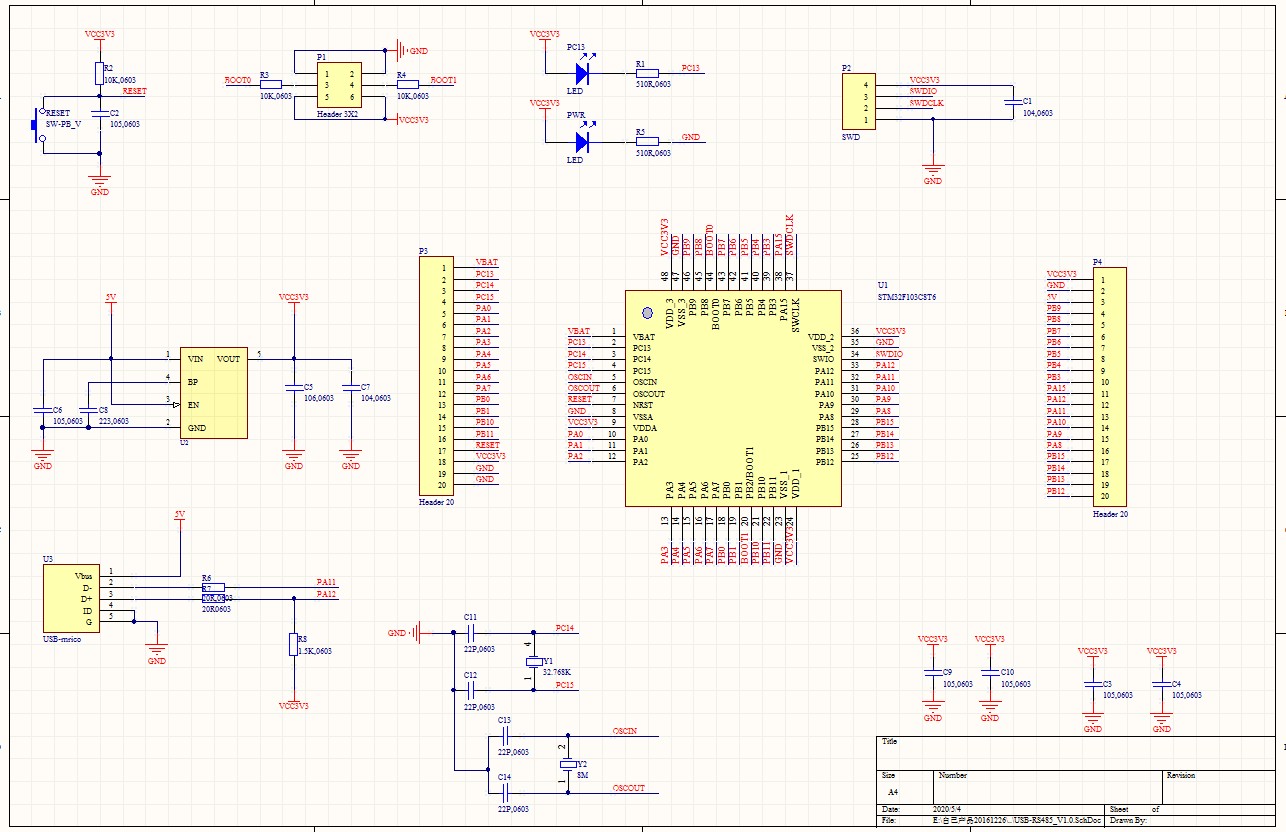 VCC3V3
R2
10K,0603
RESET
RESET
SW-PB_V
C2
105,0603
GND
P1
GND
BOOT0
R3
10K,0603
1 2
3 4
5 6
R4
10K,0603
BOOT1
Header 3X2
VCC3V3
VCC3V3
PC13
LED
R1
510R,0603
PC13
VCC3V3
PWR
LED
R5
510R,0603
GND
P2
4 VCC3V3
3 SWDIO
2 SWDCLK
1
SWD
C1
104,0603
GND
5V
VCC3V3
1 VIN VOUT 5
4 BP
3 EN
2 GND
U2
C6
105,0603
C8
223,0603
C5
106,0603
C7
104,0603
GND
GND
GND
P3
1 VBAT
2 PC13
3 PC14
4 PC15
5 PA0
6 PA1
7 PA2
8 PA3
9 PA4
10 PA5
11 PA6
12 PA7
13 PB0
14 PB1
15 PB10
16 PB11
17 RESET
18 VCC3V3
19 GND
20 GND
Header 20
U1
STM32F103C8T6
VCC3V3 48 VDD_3
GND 47 VSS_3
PB9 46 PB9
PB8 45 PB8
BOOT0 44 BOOT0
PB7 43 PB7
PB6 42 PB6
PB5 41 PB5
PB4 40 PB4
PB3 39 PB3
PA15 38 PA15
SWDCLK 37 SWCLK
VBAT 1 VBAT
PC13 2 PC13
PC14 3 PC14
PC15 4 PC15
OSCIN 5 OSCIN
OSCOUT 6 OSCOUT
RESET 7 NRST
GND 8 VSSA
VCC3V3 9 VDDA
PA0 10 PA0
PA1 11 PA1
PA2 12 PA2
VDD_2 36 VCC3V3
VSS_2 35 GND
SWIO 34 SWDIO
PA12 33 PA12
PA11 32 PA11
PA10 31 PA10
PA9 30 PA9
PA8 29 PA8
PB15 28 PB15
PB14 27 PB14
PB13 26 PB13
PB12 25 PB12
PA3 13 PA3
PA4 14 PA4
PA5 15 PA5
PA6 16 PA6
PA7 17 PA7
PB0 18 PB0
PB1 19 PB1
PB2/BOOT1 20 BOOT1
PB10 21 PB10
PB11 22 PB11
VSS_1 23 GND
VDD_1 24 VCC3V3
P4
VCC3V3 1
GND 2
5V 3
PB9 4
PB8 5
PB7 6
PB6 7
PB5 8
PB4 9
PB3 10
PA15 11
PA12 12
PA11 13
PA10 14
PA9 15
PA8 16
PB15 17
PB14 18
PB13 19
PB12 20
Header 20
5V
U3
Vbus 1
D- 2
D+ 3
ID 4
G 5
USB-mrico
GND
R6
R7
20R,0603
20R0603
PA11
PA12
R8
1.5K,0603
VCC3V3
GND
C11
22P,0603
PC14
4
Y1
32.768K
1
C12
22P,0603
PC15
C13
22P,0603
OSCIN
2
Y2
8M
1
C14
22P,0603
OSCOUT
VCC3V3
C9
105,0603
GND
VCC3V3
C10
105,0603
GND
VCC3V3
C3
105,0603
GND
VCC3V3
C4
105,0603
GND
Title
Size Number Revision
A4
Date: 2020/5/4 Sheet of
File: E:\自己产品20161226\..\USB-RS485_V1.0.SchDoc Drawn By: